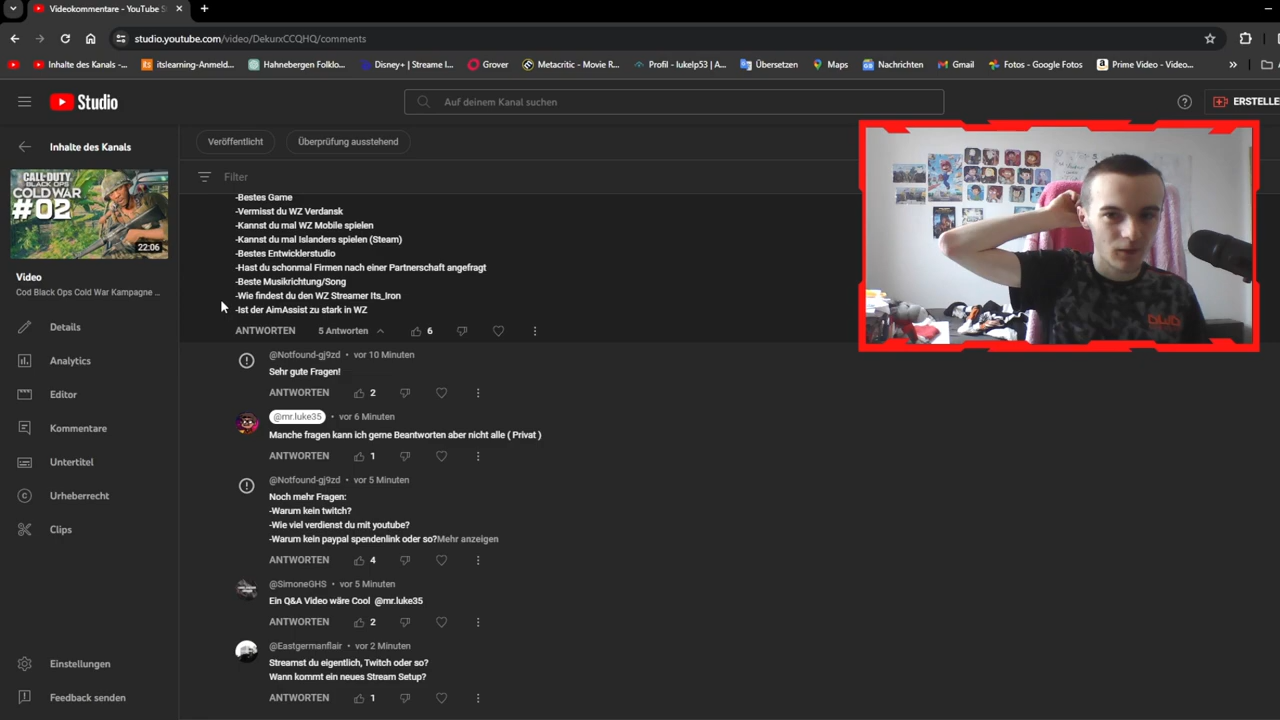 Videokommentare - YouTube S
studio.youtube.com/video/DekurxCCQHQ/comments
Inhalte des Kanals -...
itslearning-Anmeld...
Hahnebergen Folklo...
Disney+ | Streame I...
Grover
Metacritic - Movie R...
Profil - lukelp53 | A...
Übersetzen
Maps
Nachrichten
Gmail
Fotos - Google Fotos
Prime Video - Video...
Studio
Auf deinem Kanal suchen
ERSTELLE
Inhalte des Kanals
Veröffentlicht
Überprüfung ausstehend
Filter
CALL·DUTY
BLACK OPS
COLD WAR
#02
22:06
Video
Cod Black Ops Cold War Kampagne ...
Details
Analytics
Editor
Kommentare
Untertitel
Urheberrecht
Clips
Einstellungen
Feedback senden
-Bestes Game
-Vermisst du WZ Verdansk
-Kannst du mal WZ Mobile spielen
-Kannst du mal Islanders spielen (Steam)
-Bestes Entwicklerstudio
-Hast du schonmal Firmen nach einer Partnerschaft angefragt
-Beste Musikrichtung/Song
-Wie findest du den WZ Streamer Its_Iron
-Ist der AimAssist zu stark in WZ
ANTWORTEN 5 Antworten 6
@Notfound-gj9zd • vor 10 Minuten
Sehr gute Fragen!
ANTWORTEN 2
@mr.luke35 • vor 6 Minuten
Manche fragen kann ich gerne Beantworten aber nicht alle ( Privat )
ANTWORTEN 1
@Notfound-gj9zd • vor 5 Minuten
Noch mehr Fragen:
-Warum kein twitch?
-Wie viel verdienst du mit youtube?
-Warum kein paypal spendenlink oder so?Mehr anzeigen
ANTWORTEN 4
@SimoneGHS • vor 5 Minuten
Ein Q&A Video wäre Cool @mr.luke35
ANTWORTEN 2
@Eastgermanflair • vor 2 Minuten
Streamst du eigentlich, Twitch oder so?
Wann kommt ein neues Stream Setup?
ANTWORTEN 1